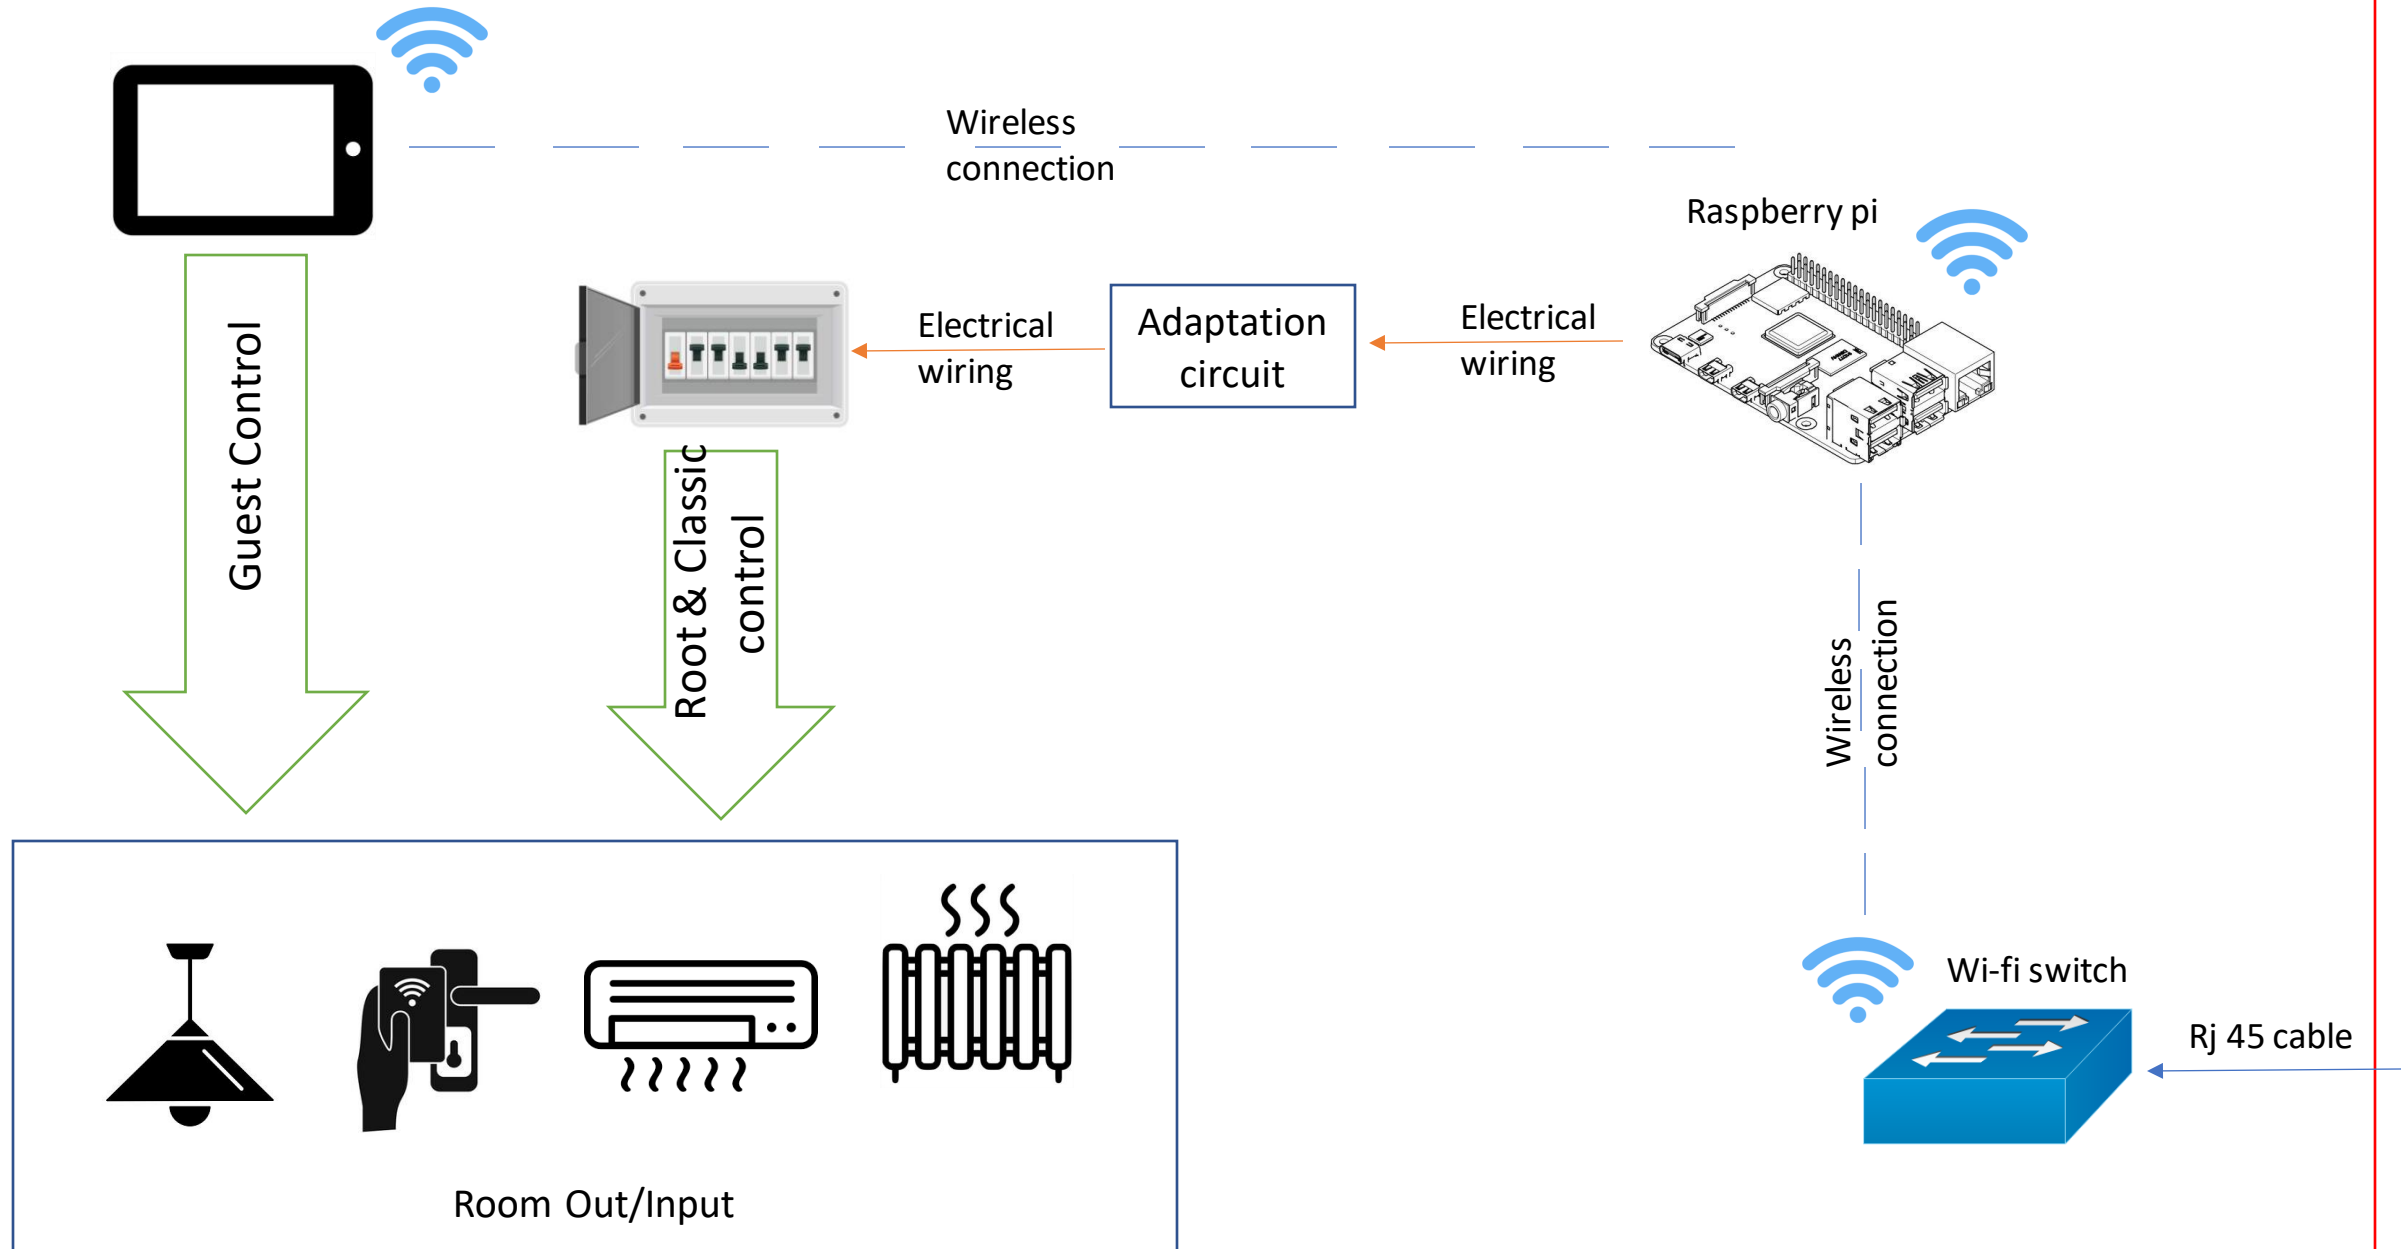 Wireless
connection
Raspberry pi
Electrical
wiring
Adaptation
circuit
Electrical
wiring
Guest Control
Root & Classic
control
Wireless
connection
Wi-fi switch
Rj 45 cable
Room Out/Input